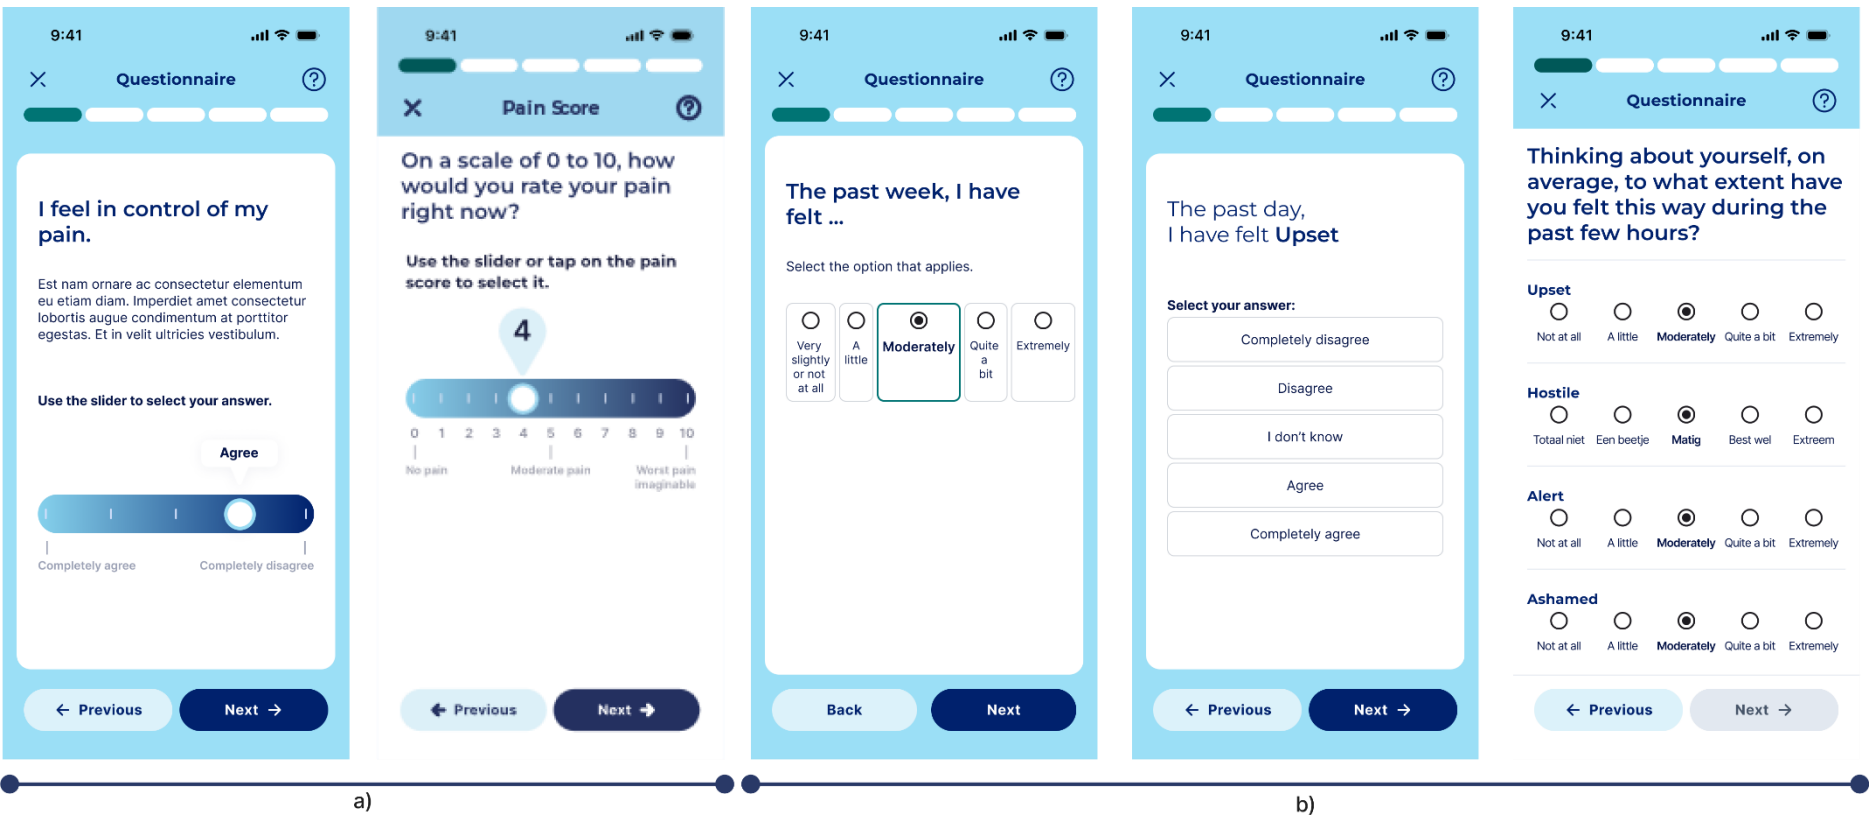 9:41
Questionnaire
I feel in control of my
pain.
Est nam ornare ac consectetur elementum
eu etiam diam. Imperdiet amet consectetur
lobortis augue condimentum at porttitor
egestas. Et in velit ultricies vestibulum.
Use the slider to select your answer.
Agree
Completely agree Completely disagree
← Previous Next →
9:41
Pain Score
On a scale of 0 to 10, how
would you rate your pain
right now?
Use the slider or tap on the pain
score to select it.
4
0 1 2 3 4 5 6 7 8 9 10
No pain Moderate pain Worst pain
imaginable
← Previous Next →
a)
9:41
Questionnaire
The past week, I have
felt ...
Select the option that applies.
Very
slightly
or not
at all
A
little
Moderately
Quite
a
bit
Extremely
Back Next
9:41
Questionnaire
The past day,
I have felt Upset
Select your answer:
Completely disagree
Disagree
I don't know
Agree
Completely agree
← Previous Next →
9:41
Questionnaire
Thinking about yourself, on
average, to what extent have
you felt this way during the
past few hours?
Upset
Not at all A little Moderately Quite a bit Extremely
Hostile
Totaal niet Een beetje Matig Best wel Extreem
Alert
Not at all A little Moderately Quite a bit Extremely
Ashamed
Not at all A little Moderately Quite a bit Extremely
← Previous Next →
b)